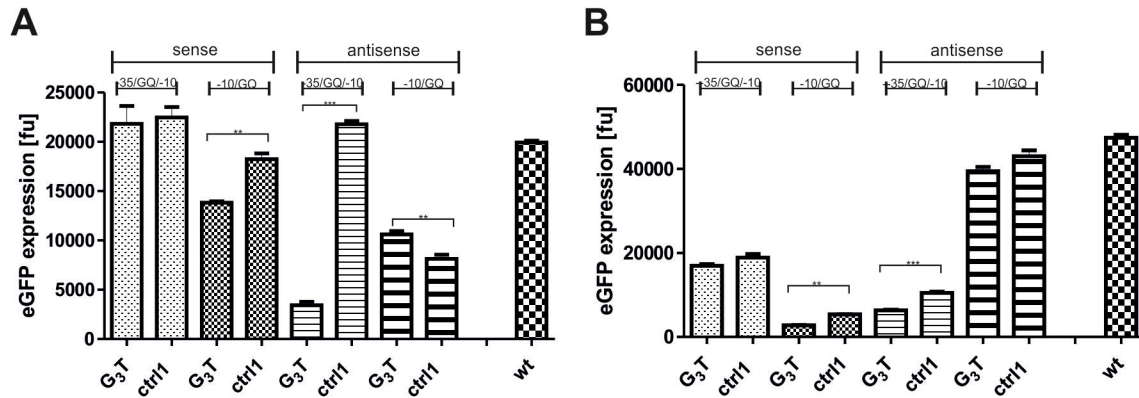 A
sense
antisense
-35/GQ/-10
-10/GQ
-35/GQ/-10
-10/GQ
eGFP expression [fu]
25000
20000
15000
10000
5000
0
***
**
**
G₃T
ctrl1
G₃T
ctrl1
G₃T
ctrl1
G₃T
ctrl1
wt
B
sense
antisense
-35/GQ/-10
-10/GQ
-35/GQ/-10
-10/GQ
eGFP expression [fu]
60000
40000
20000
0
***
**
G₃T
ctrl1
G₃T
ctrl1
G₃T
ctrl1
G₃T
ctrl1
wt